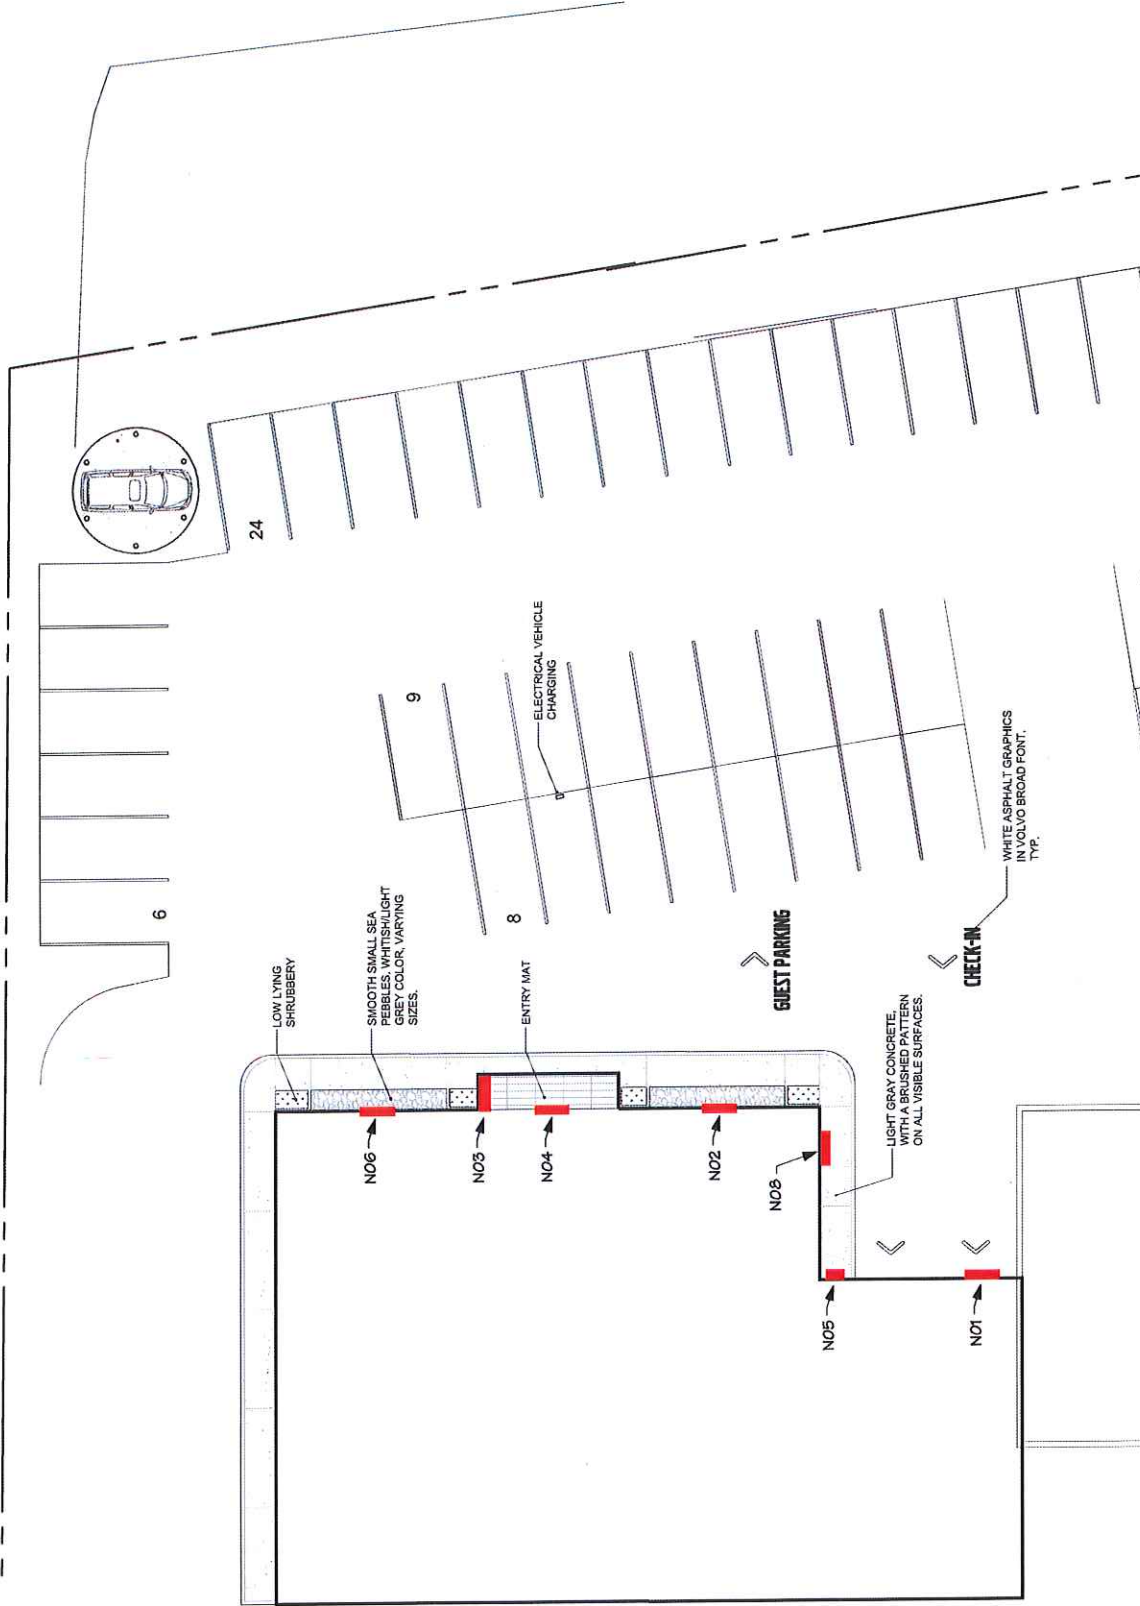 24
9
ELECTRICAL VEHICLE
CHARGING
6
8
LOW LYING
SHRUBBERY
SMOOTH SMALL SEA
PEBBLES, WHITISH/LIGHT
GREY COLOR, VARYING
SIZES.
ENTRY MAT
GUEST PARKING
CHECK-IN
WHITE ASPHALT GRAPHICS
IN VOLVO BROAD FONT,
TYP.
LIGHT GRAY CONCRETE,
WITH A BRUSHED PATTERN
ON ALL VISIBLE SURFACES.
N06
N03
N04
N02
N08
N05
N01